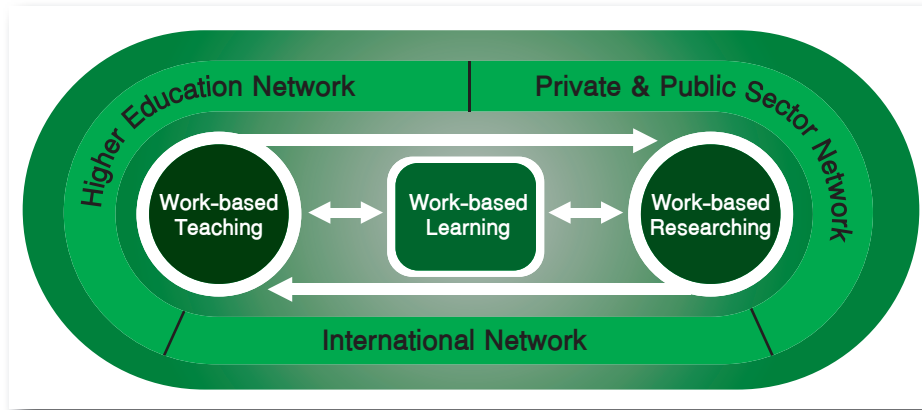 Higher Education Network
Private & Public Sector Network
Work-based
Teaching
Work-based
Learning
Work-based
Researching
International Network